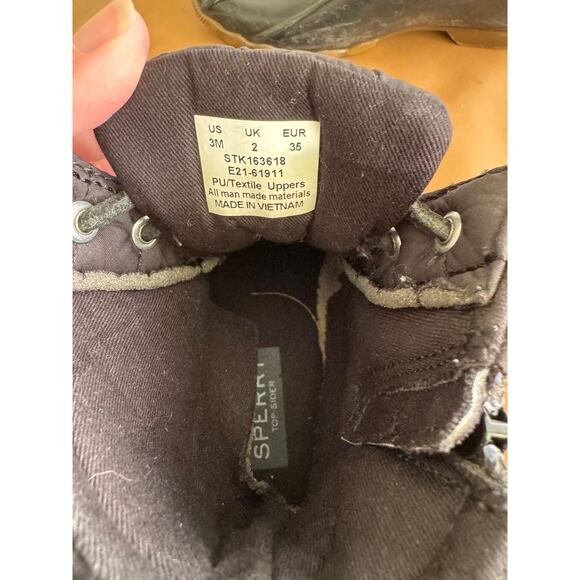 US UK EUR
3M 2 35
STK163618
E21-61911
PU/Textile Uppers
All man made materials
MADE IN VIETNAM
SPERRY
TOP-SIDER